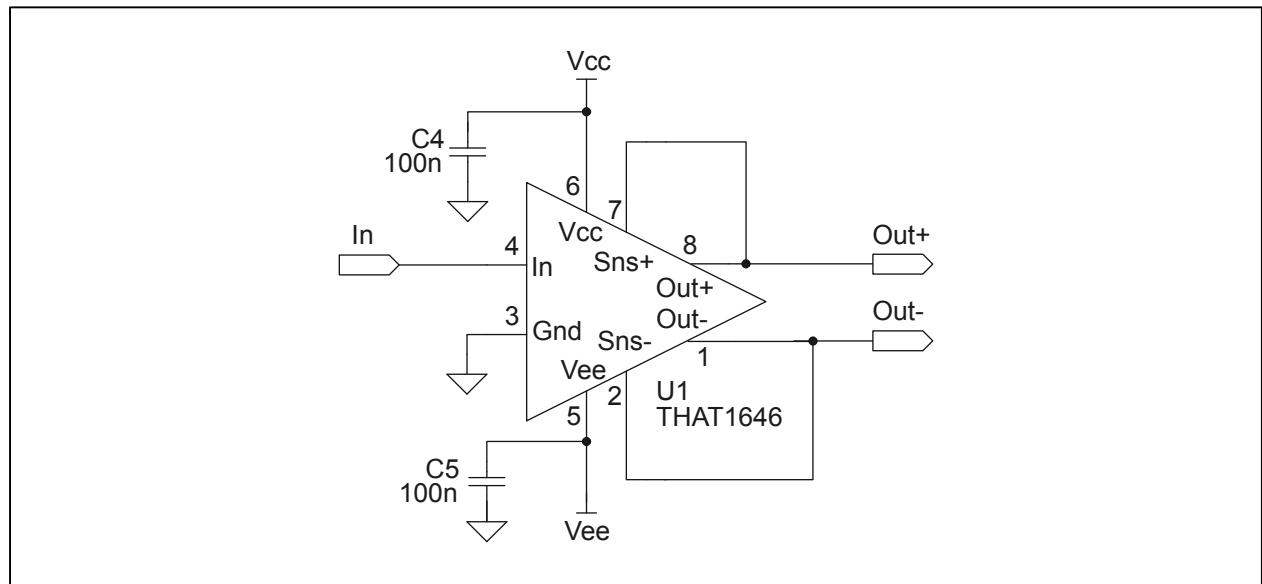 Vcc
C4
100n
6
7
Vcc
In
4
In
Sns+
8
Out+
Out+
3
Gnd
Out-
Out-
Sns-
1
Vee
2
5
U1
THAT1646
C5
100n
Vee